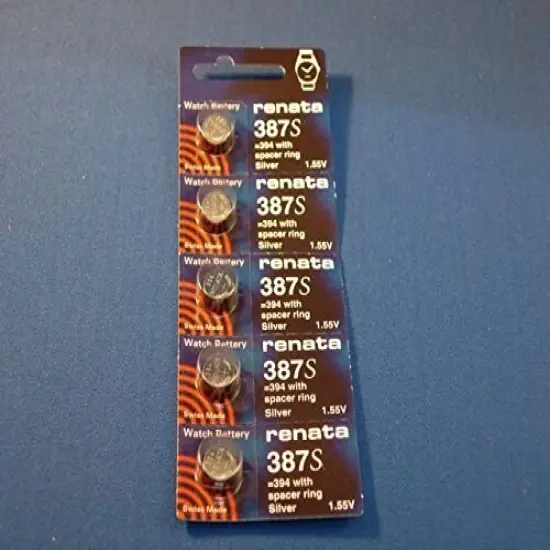 Watch Battery
renata
387S
=394 with
spacer ring
Silver 1.55V
Swiss Made
Watch Battery
renata
387S
=394 with
spacer ring
Silver 1.55V
Swiss Made
Watch Battery
renata
387S
=394 with
spacer ring
Silver 1.55V
Swiss Made
Watch Battery
renata
387S
=394 with
spacer ring
Silver 1.55V
Swiss Made
Watch Battery
renata
387S
=394 with
spacer ring
Silver 1.55V
Swiss Made